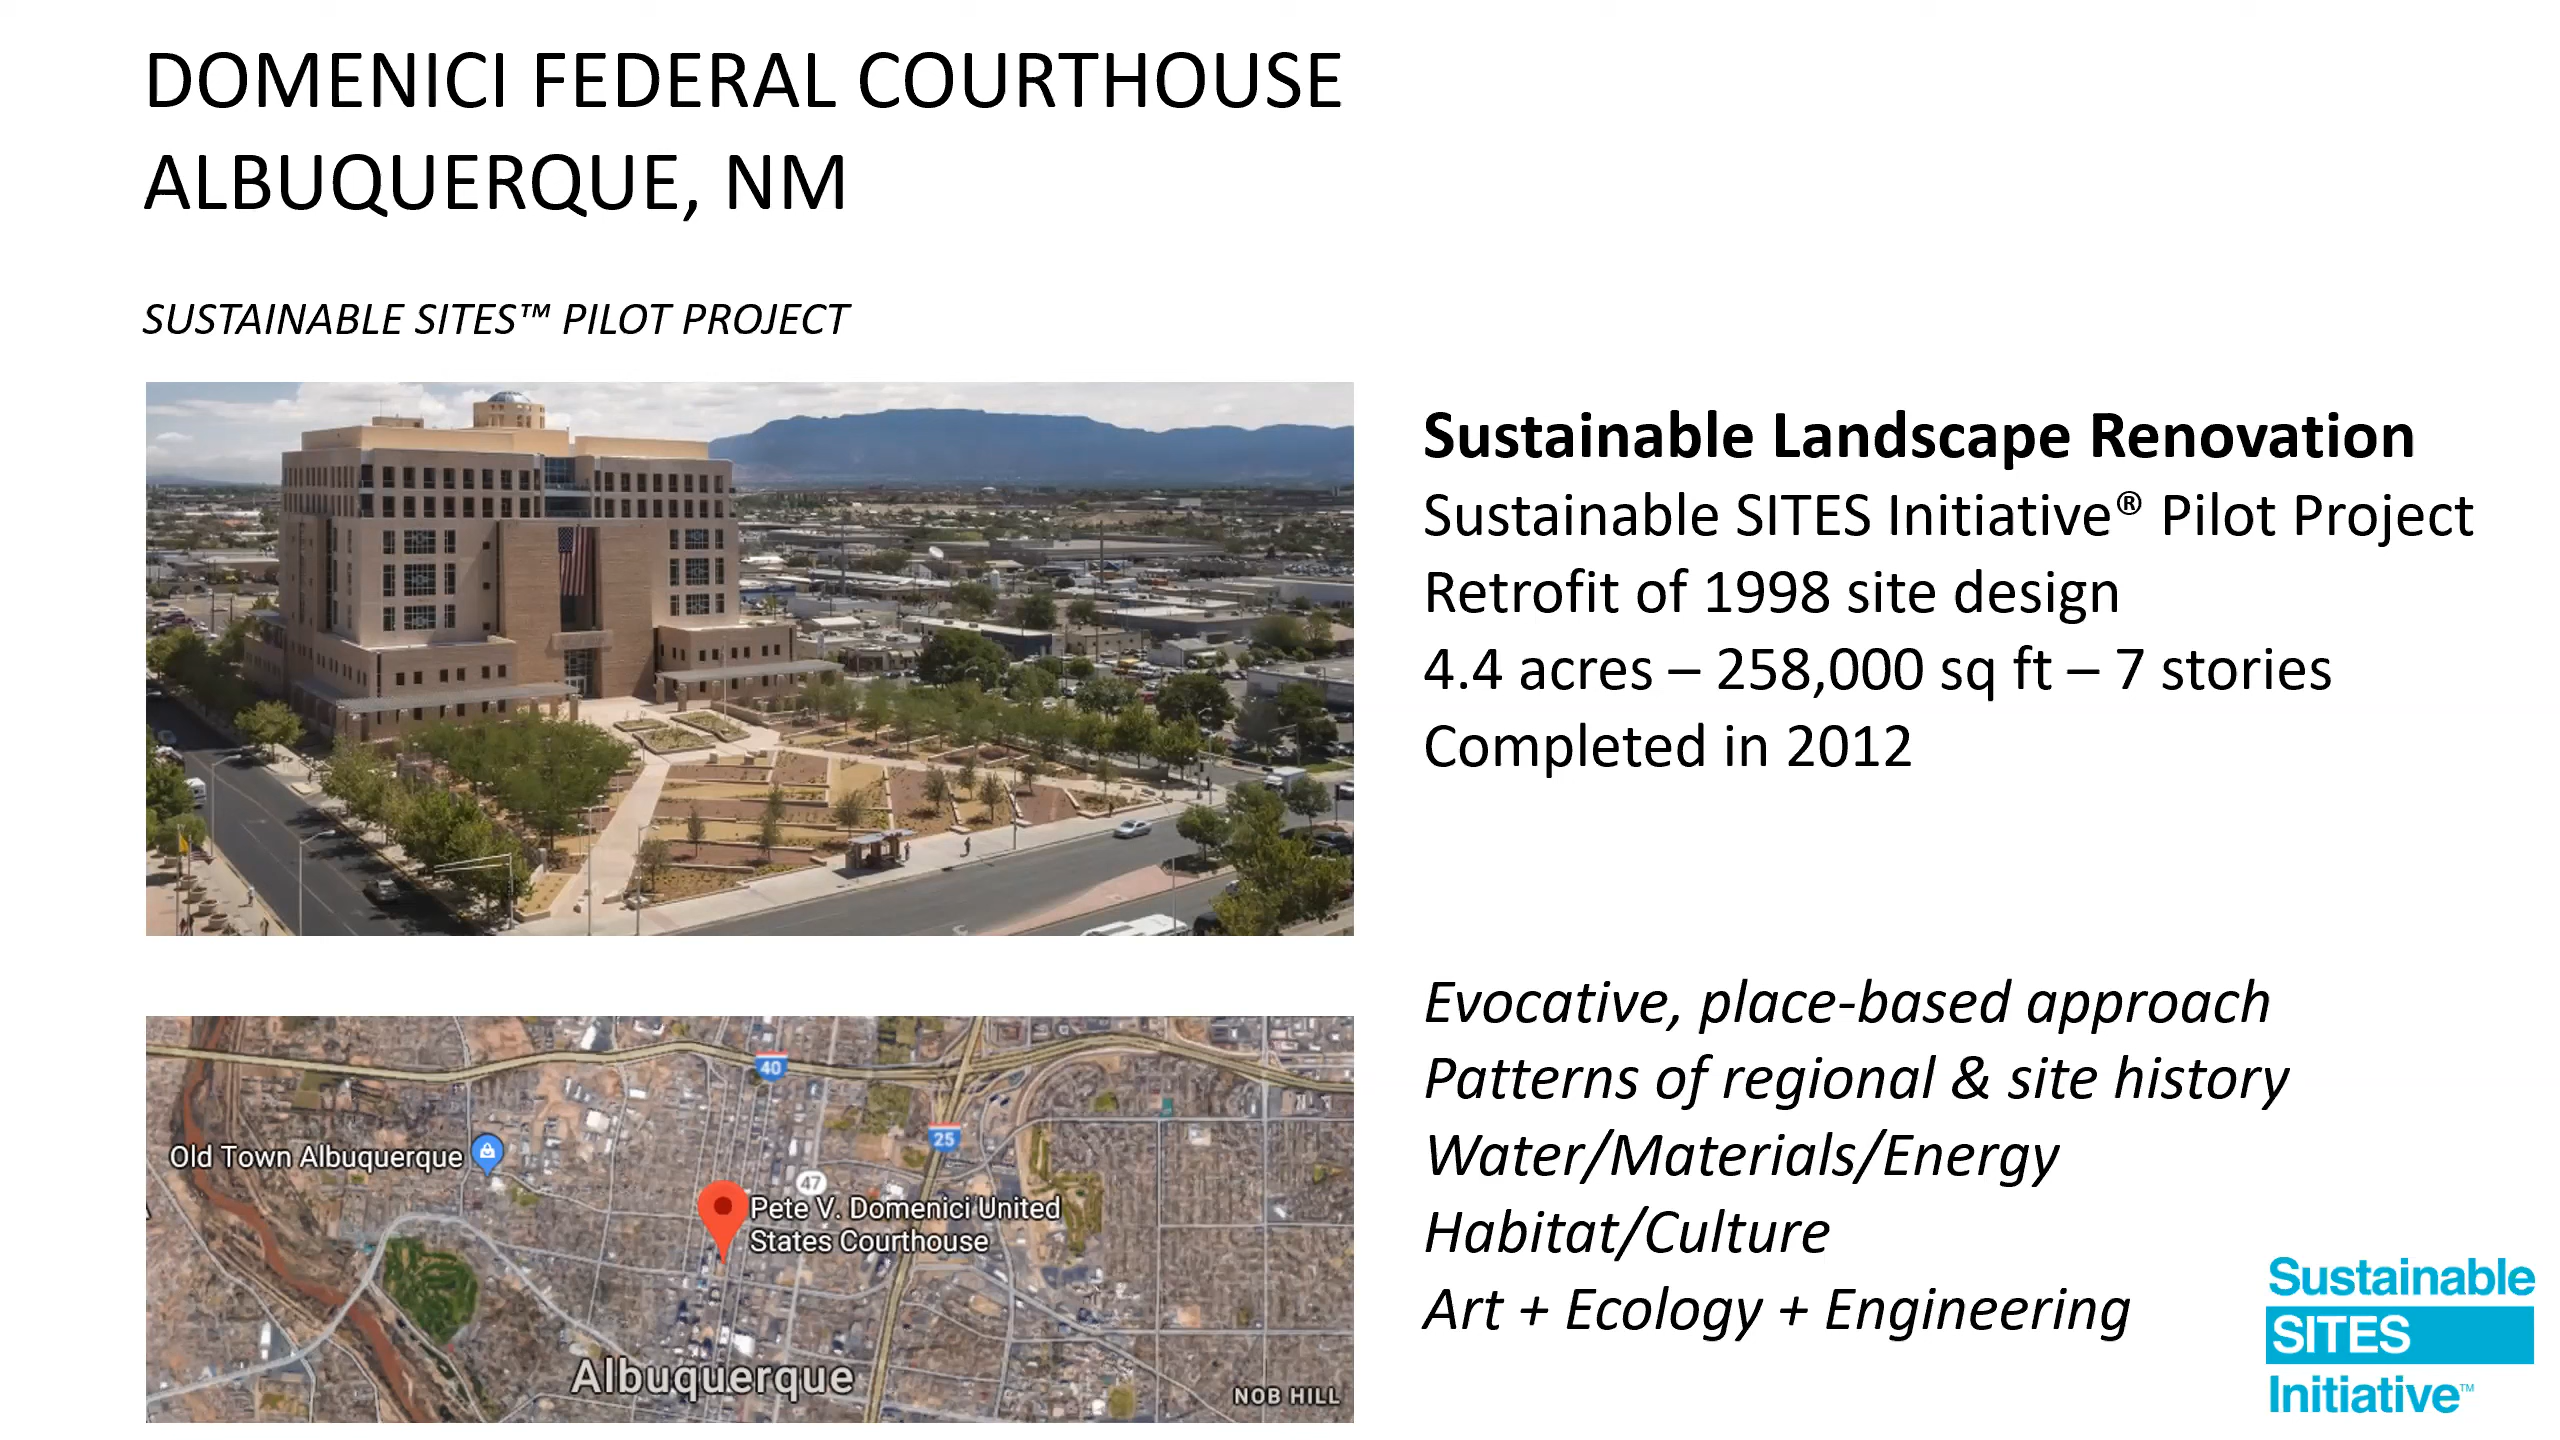 DOMENICI FEDERAL COURTHOUSE
ALBUQUERQUE, NM
SUSTAINABLE SITES™ PILOT PROJECT
Sustainable Landscape Renovation
Sustainable SITES Initiative® Pilot Project
Retrofit of 1998 site design
4.4 acres – 258,000 sq ft – 7 stories
Completed in 2012
40
25
Old Town Albuquerque
47
Pete V. Domenici United
States Courthouse
Albuquerque
NOB HILL
Evocative, place-based approach
Patterns of regional & site history
Water/Materials/Energy
Habitat/Culture
Art + Ecology + Engineering
Sustainable
SITES
Initiative™